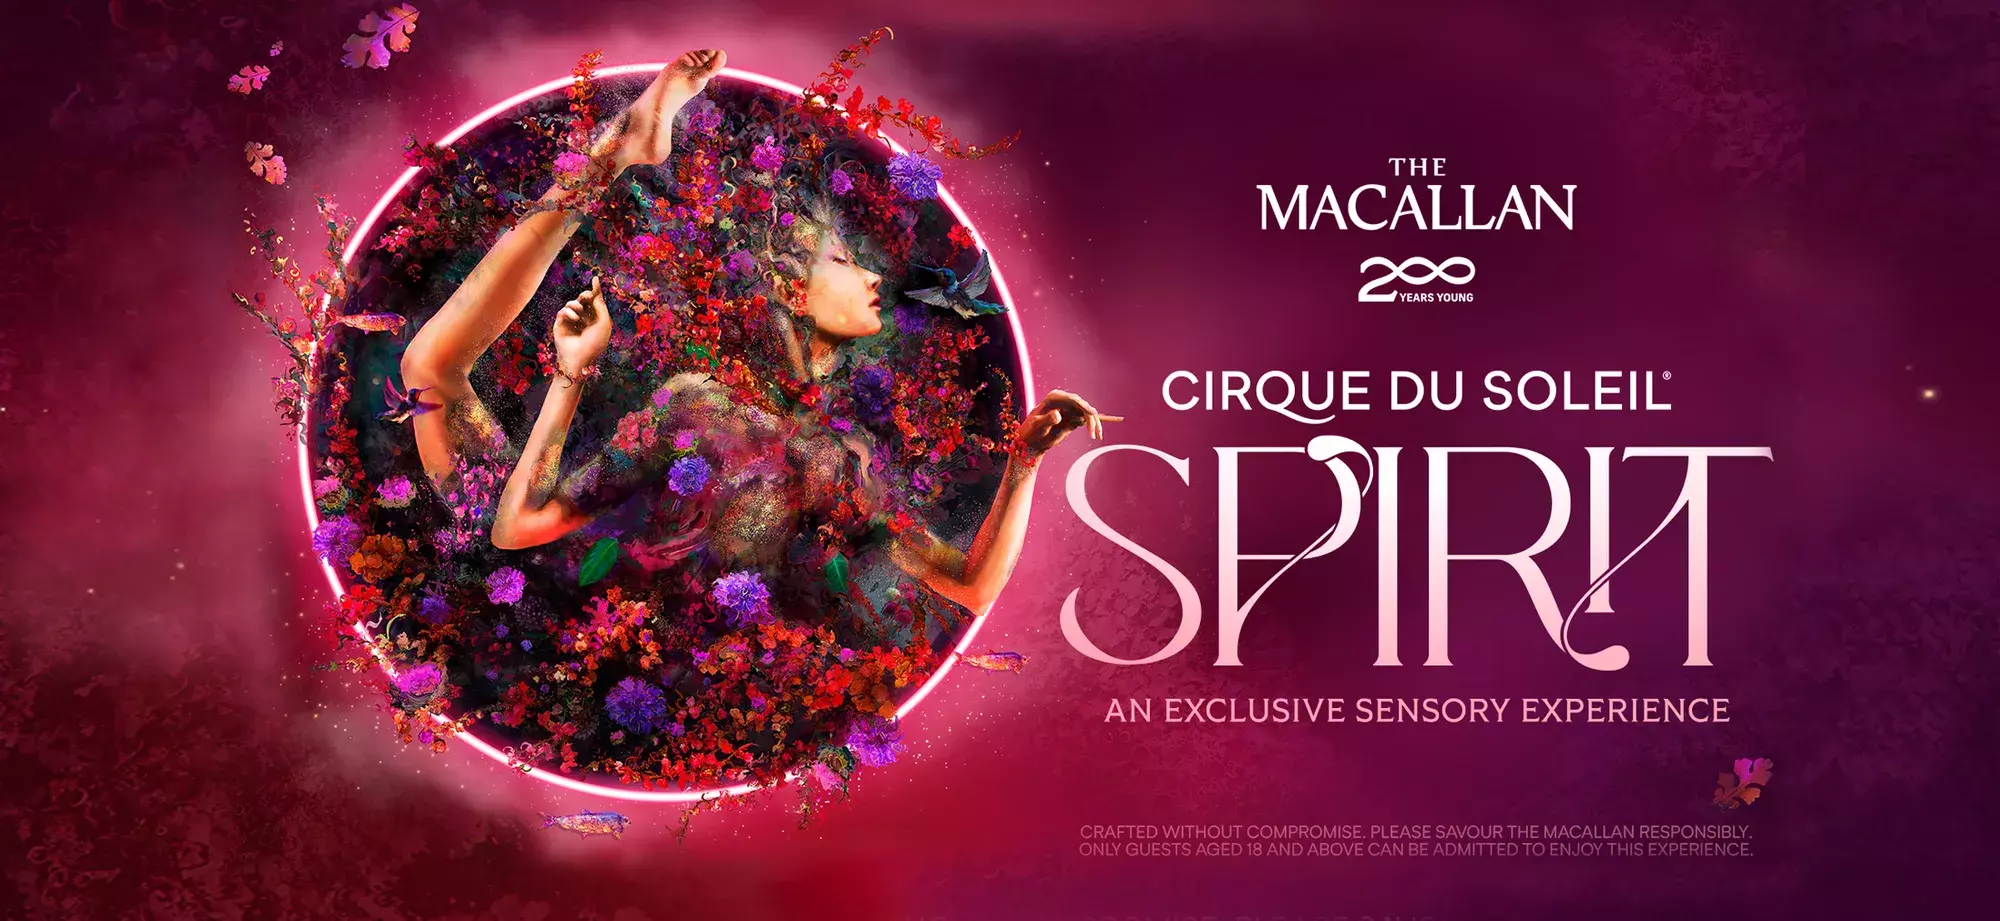 THE
MACALLAN
200
YEARS YOUNG
CIRQUE DU SOLEIL®
SPIRIT
AN EXCLUSIVE SENSORY EXPERIENCE
CRAFTED WITHOUT COMPROMISE. PLEASE SAVOUR THE MACALLAN RESPONSIBLY.
ONLY GUESTS AGED 18 AND ABOVE CAN BE ADMITTED TO ENJOY THIS EXPERIENCE.